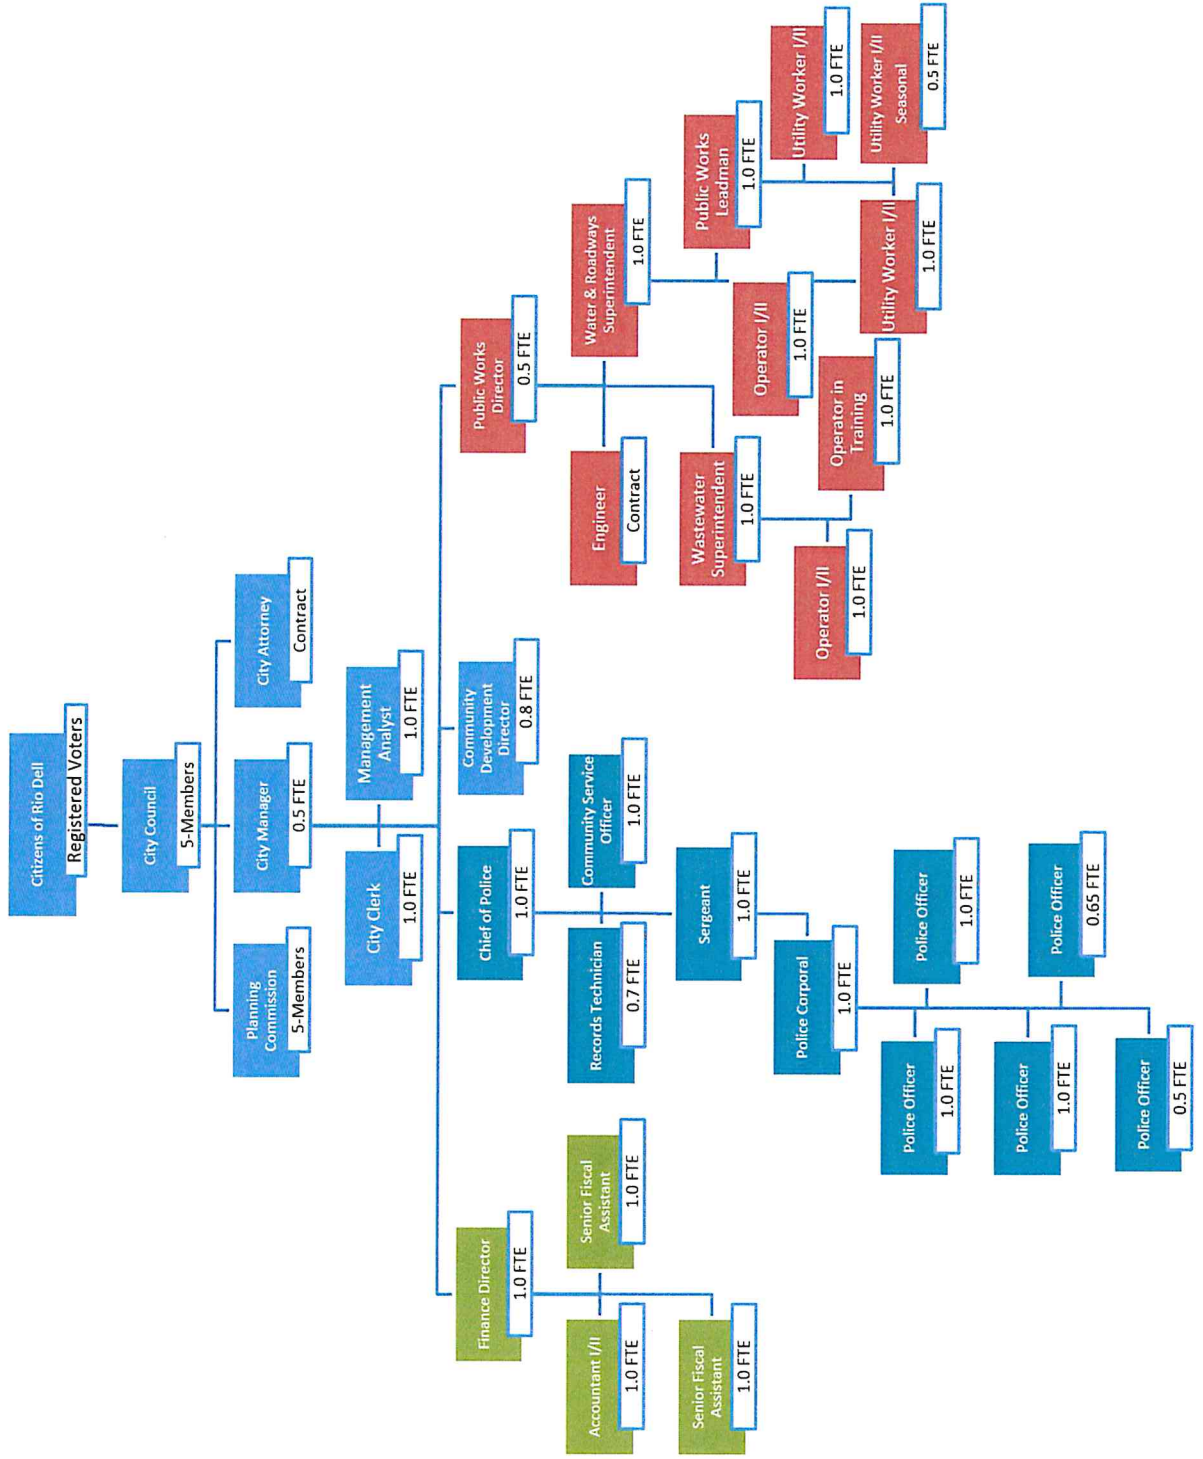 Citizens of Rio Dell
Registered Voters
City Council
5-Members
Planning
Commission
5-Members
City Manager
0.5 FTE
City Attorney
Contract
City Clerk
1.0 FTE
Management
Analyst
1.0 FTE
Finance Director
1.0 FTE
Chief of Police
1.0 FTE
Community
Development
Director
0.8 FTE
Public Works
Director
0.5 FTE
Accountant I/II
1.0 FTE
Senior Fiscal
Assistant
1.0 FTE
Senior Fiscal
Assistant
1.0 FTE
Records Technician
0.7 FTE
Community Service
Officer
1.0 FTE
Sergeant
1.0 FTE
Police Corporal
1.0 FTE
Police Officer
1.0 FTE
Police Officer
1.0 FTE
Police Officer
1.0 FTE
Police Officer
0.65 FTE
Police Officer
0.5 FTE
Engineer
Contract
Water & Roadways
Superintendent
1.0 FTE
Wastewater
Superintendent
1.0 FTE
Operator I/II
1.0 FTE
Operator in
Training
1.0 FTE
Operator I/II
1.0 FTE
Utility Worker I/II
1.0 FTE
Public Works
Leadman
1.0 FTE
Utility Worker I/II
1.0 FTE
Utility Worker I/II
Seasonal
0.5 FTE